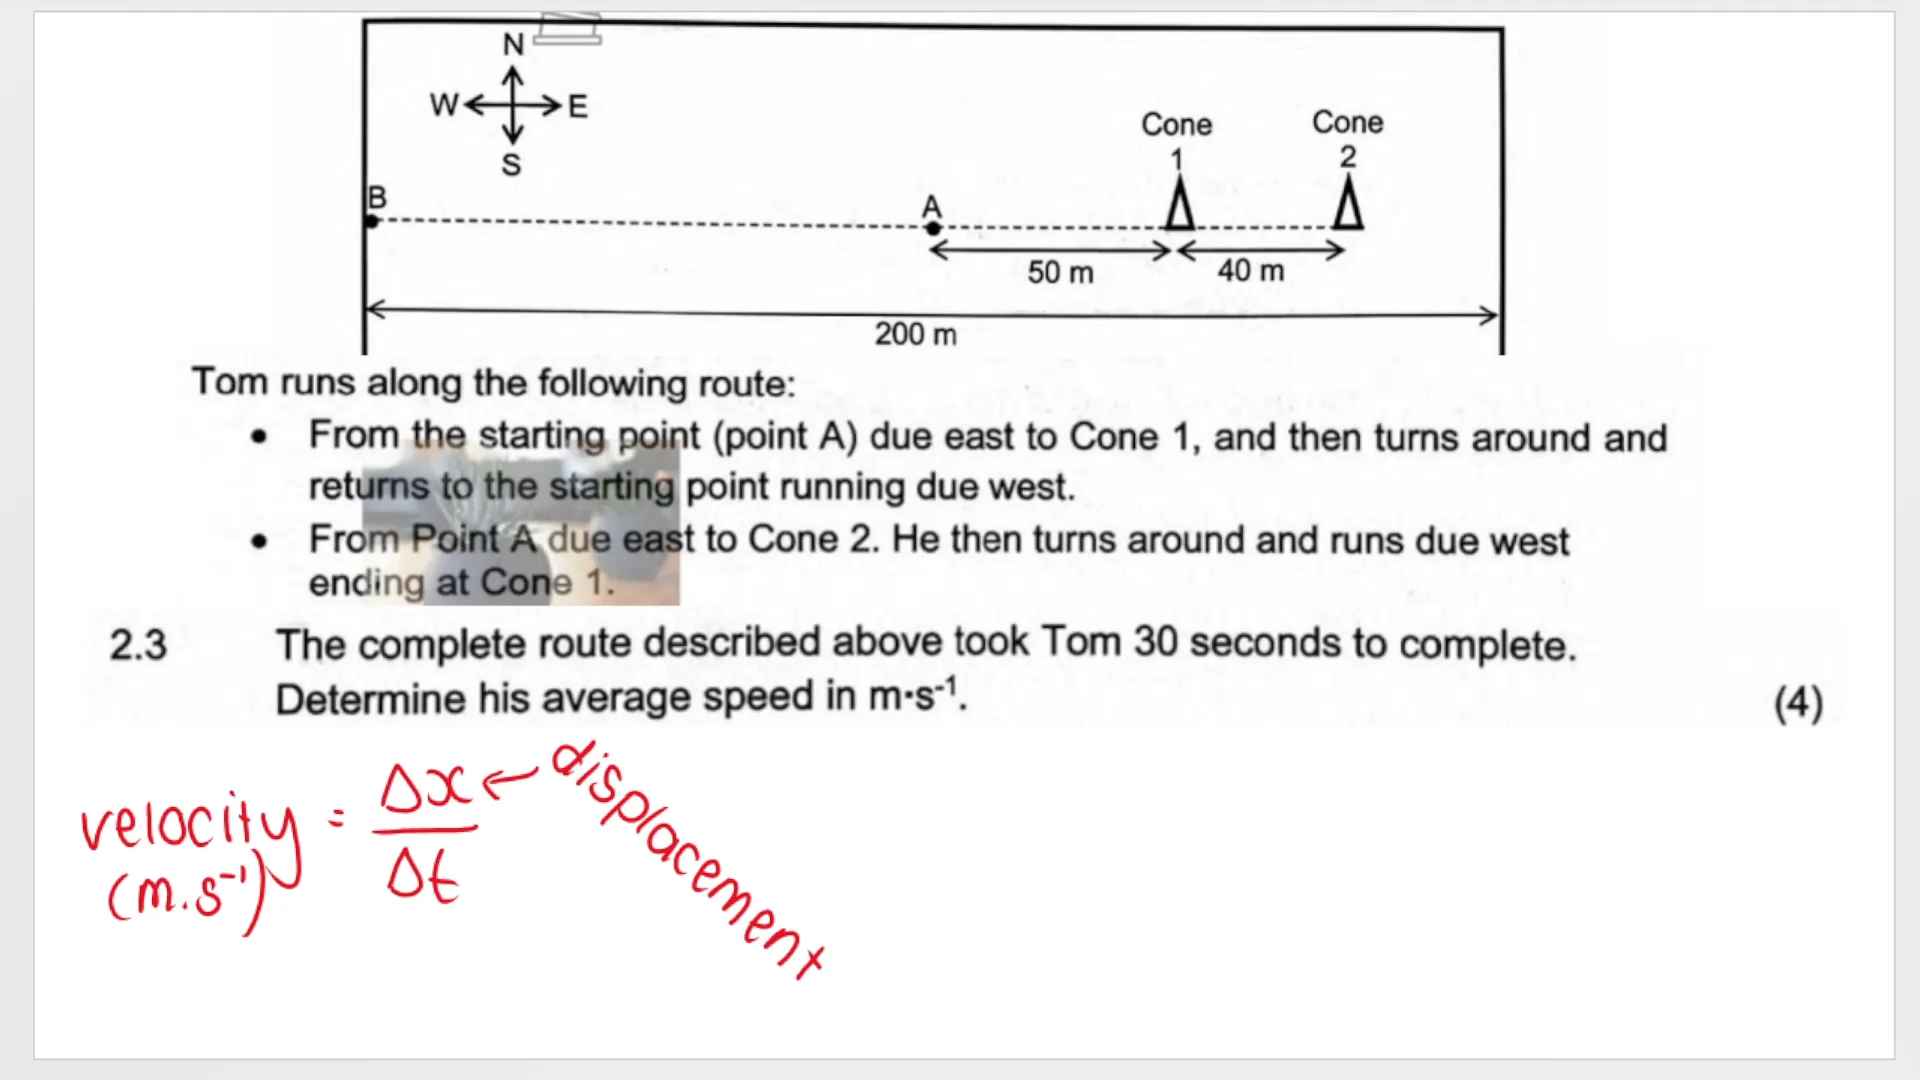 N
W E
S
B
A
Cone
1
Cone
2
50 m
40 m
200 m
Tom runs along the following route:
• From the starting point (point A) due east to Cone 1, and then turns around and
returns to the starting point running due west.
• From Point A due east to Cone 2. He then turns around and runs due west
ending at Cone 1.
2.3 The complete route described above took Tom 30 seconds to complete.
Determine his average speed in m·s⁻¹. (4)
velocity = Δx ← displacement
(m.s⁻¹) Δt